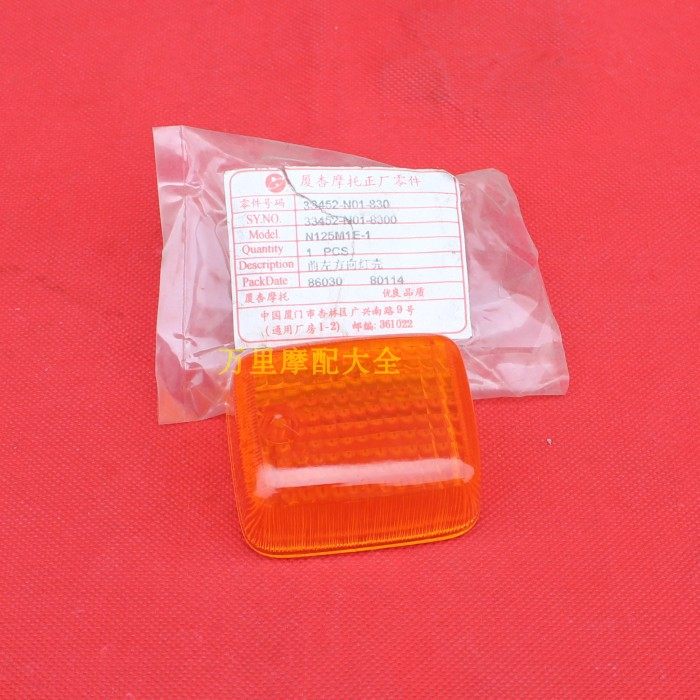 厦杏摩托正厂零件
零件号码 33452-N01-830
SY.NO. 33452-N01-8300
Model. N125M1E-1
Quantity 1 PCS
Description 前左方向灯壳
PackDate 86030 80114
厦杏摩托 优良品质
中国厦门市杏林区广兴南路9号
(通用厂房1-2) 邮编:361022
万里摩配大全